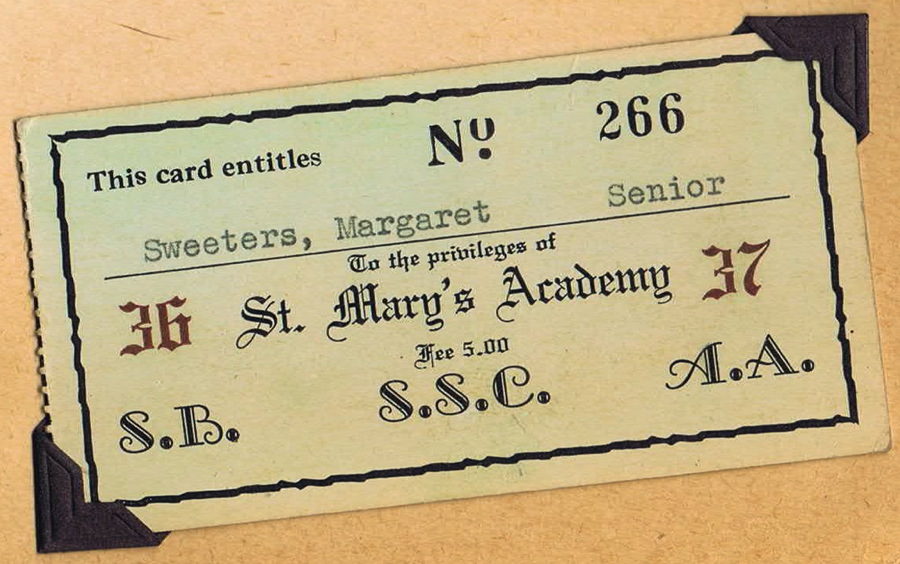 This card entitles Nº 266
Sweeters, Margaret Senior
To the privileges of
36 St. Mary's Academy 37
Fee 5.00
S.B. S.S.C. A.A.